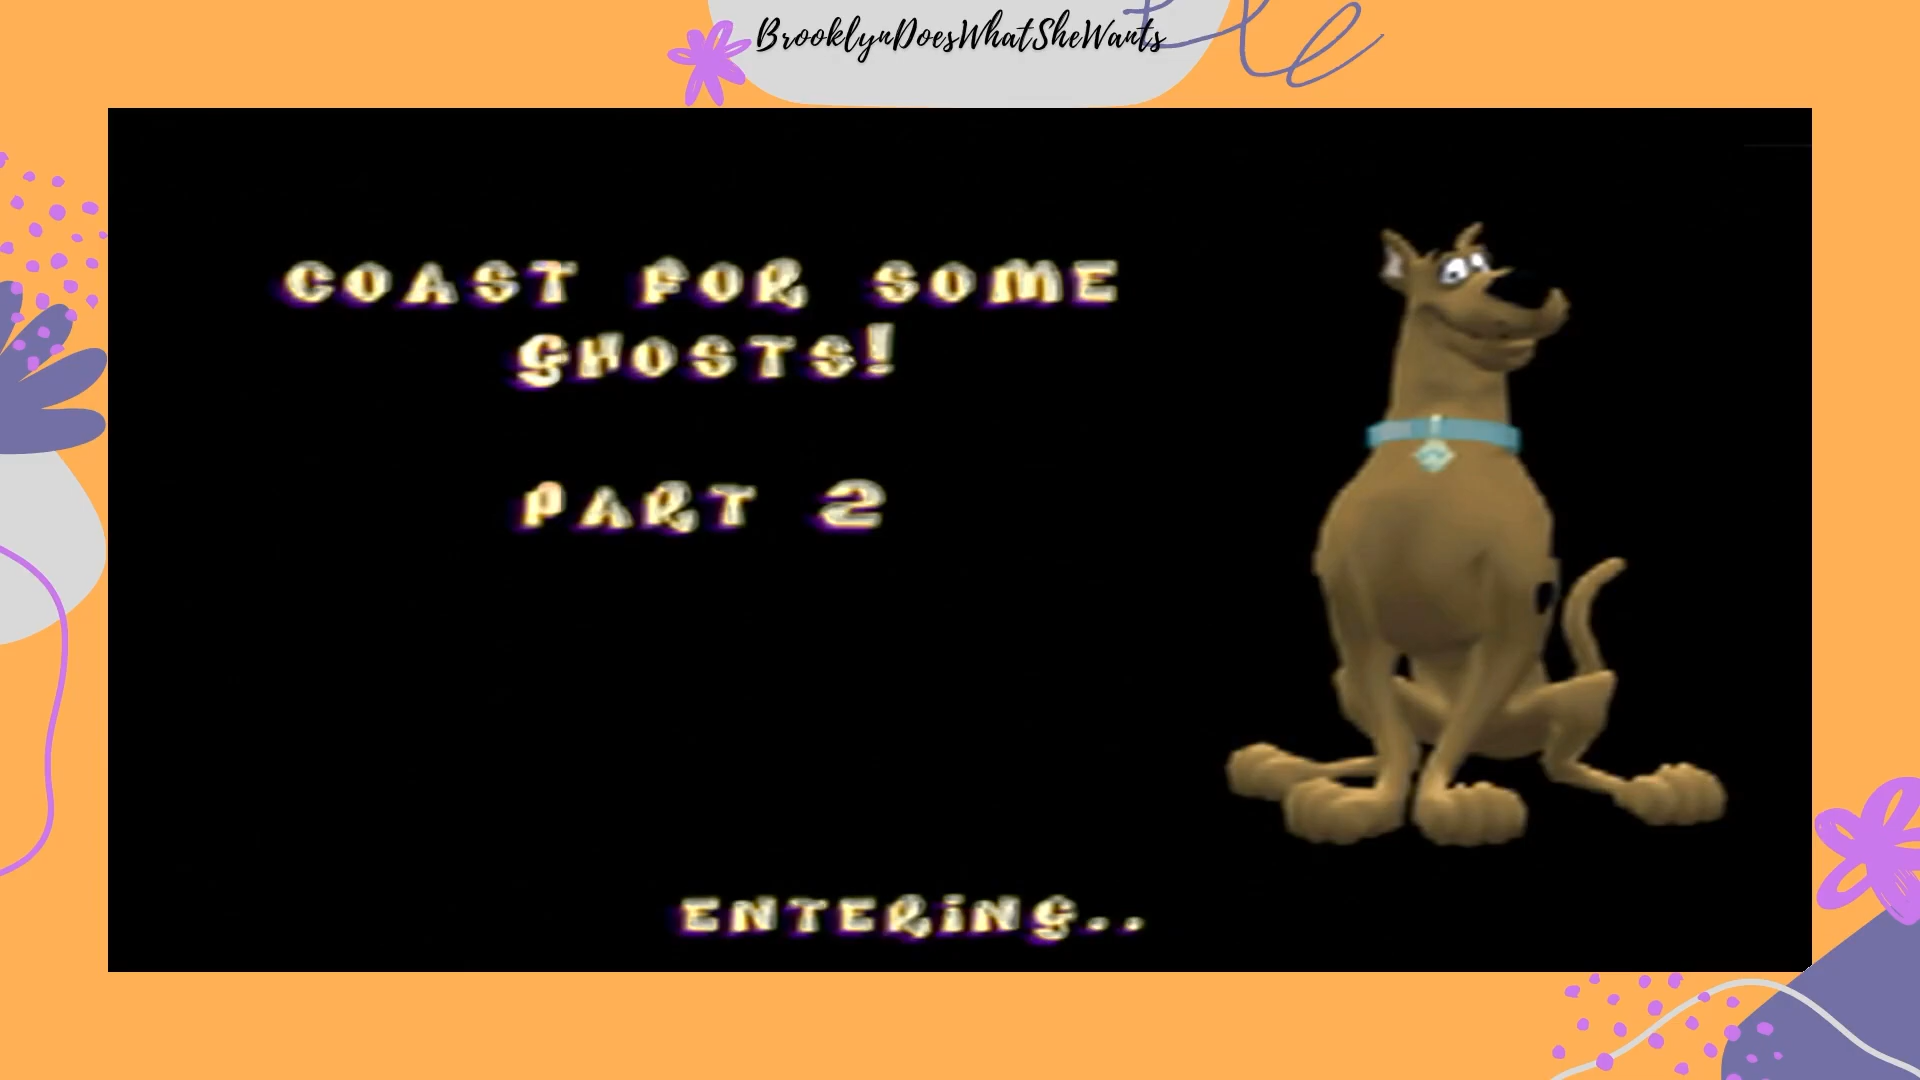 BrooklynDoesWhatSheWants
COAST FOR SOME
GHOSTS!
PART 2
ENTERiNG..